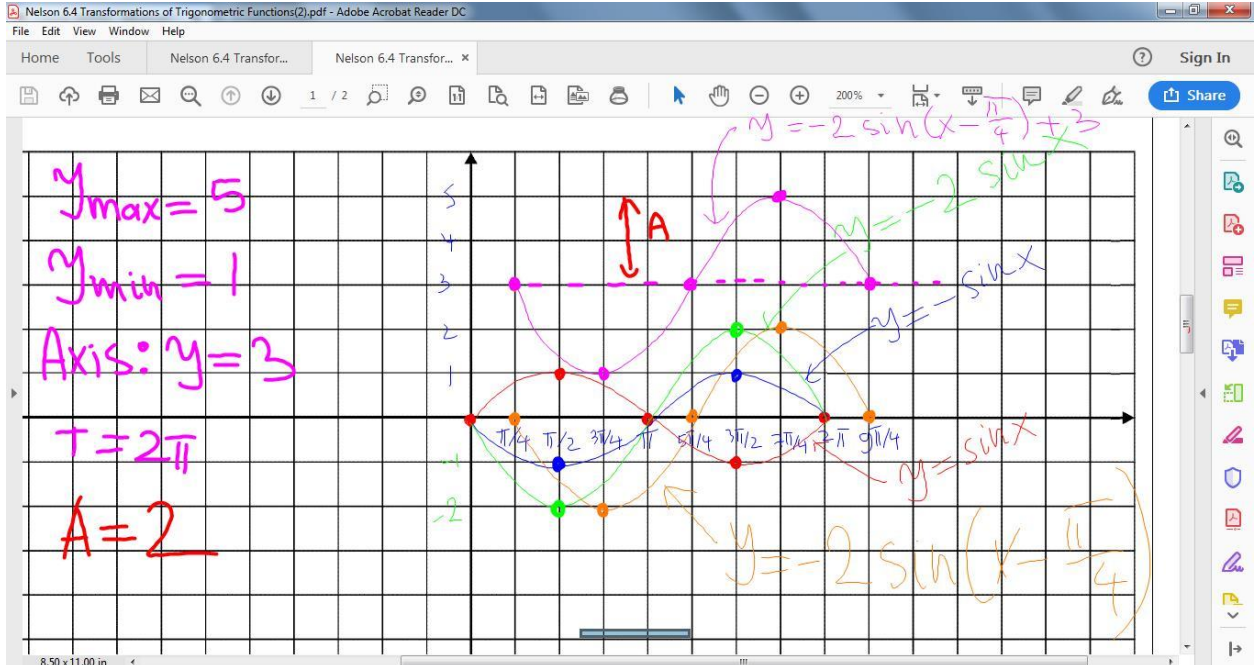 Nelson 6.4 Transformations of Trigonometric Functions(2).pdf - Adobe Acrobat Reader DC
File Edit View Window Help
Home Tools Nelson 6.4 Transfor... Nelson 6.4 Transfor... × ? Sign In
1 / 2 200% Share
y = -2 sin(x - π/4) + 3
y = -2 sin x
y = -sin x
y = sin x
y = -2 sin(x - π/4)
ymax = 5
ymin = 1
Axis: y = 3
T = 2π
A = 2
A
5
4
3
2
1
-1
-2
π/4 π/2 3π/4 π 5π/4 3π/2 7π/4 2π 9π/4
8.50 x 11.00 in